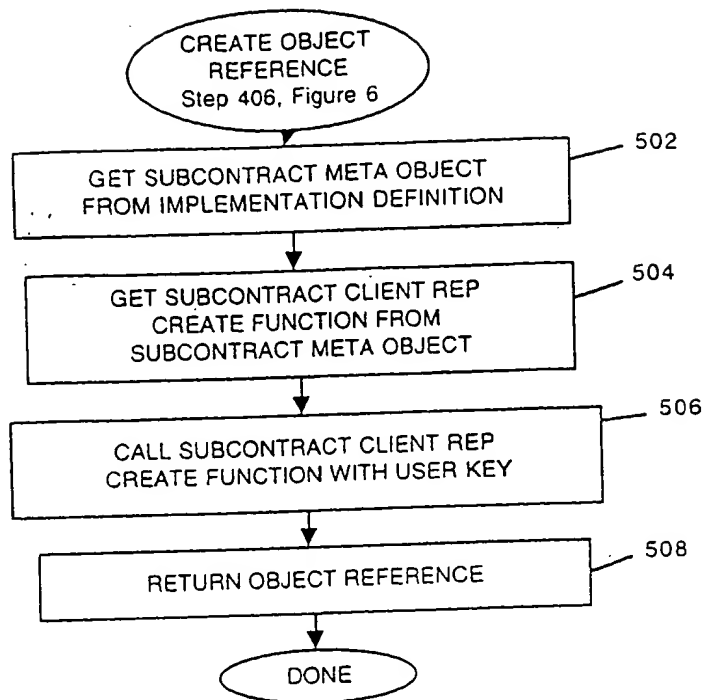 CREATE OBJECT
REFERENCE
Step 406, Figure 6
502
GET SUBCONTRACT META OBJECT
FROM IMPLEMENTATION DEFINITION
504
GET SUBCONTRACT CLIENT REP
CREATE FUNCTION FROM
SUBCONTRACT META OBJECT
506
CALL SUBCONTRACT CLIENT REP
CREATE FUNCTION WITH USER KEY
508
RETURN OBJECT REFERENCE
DONE